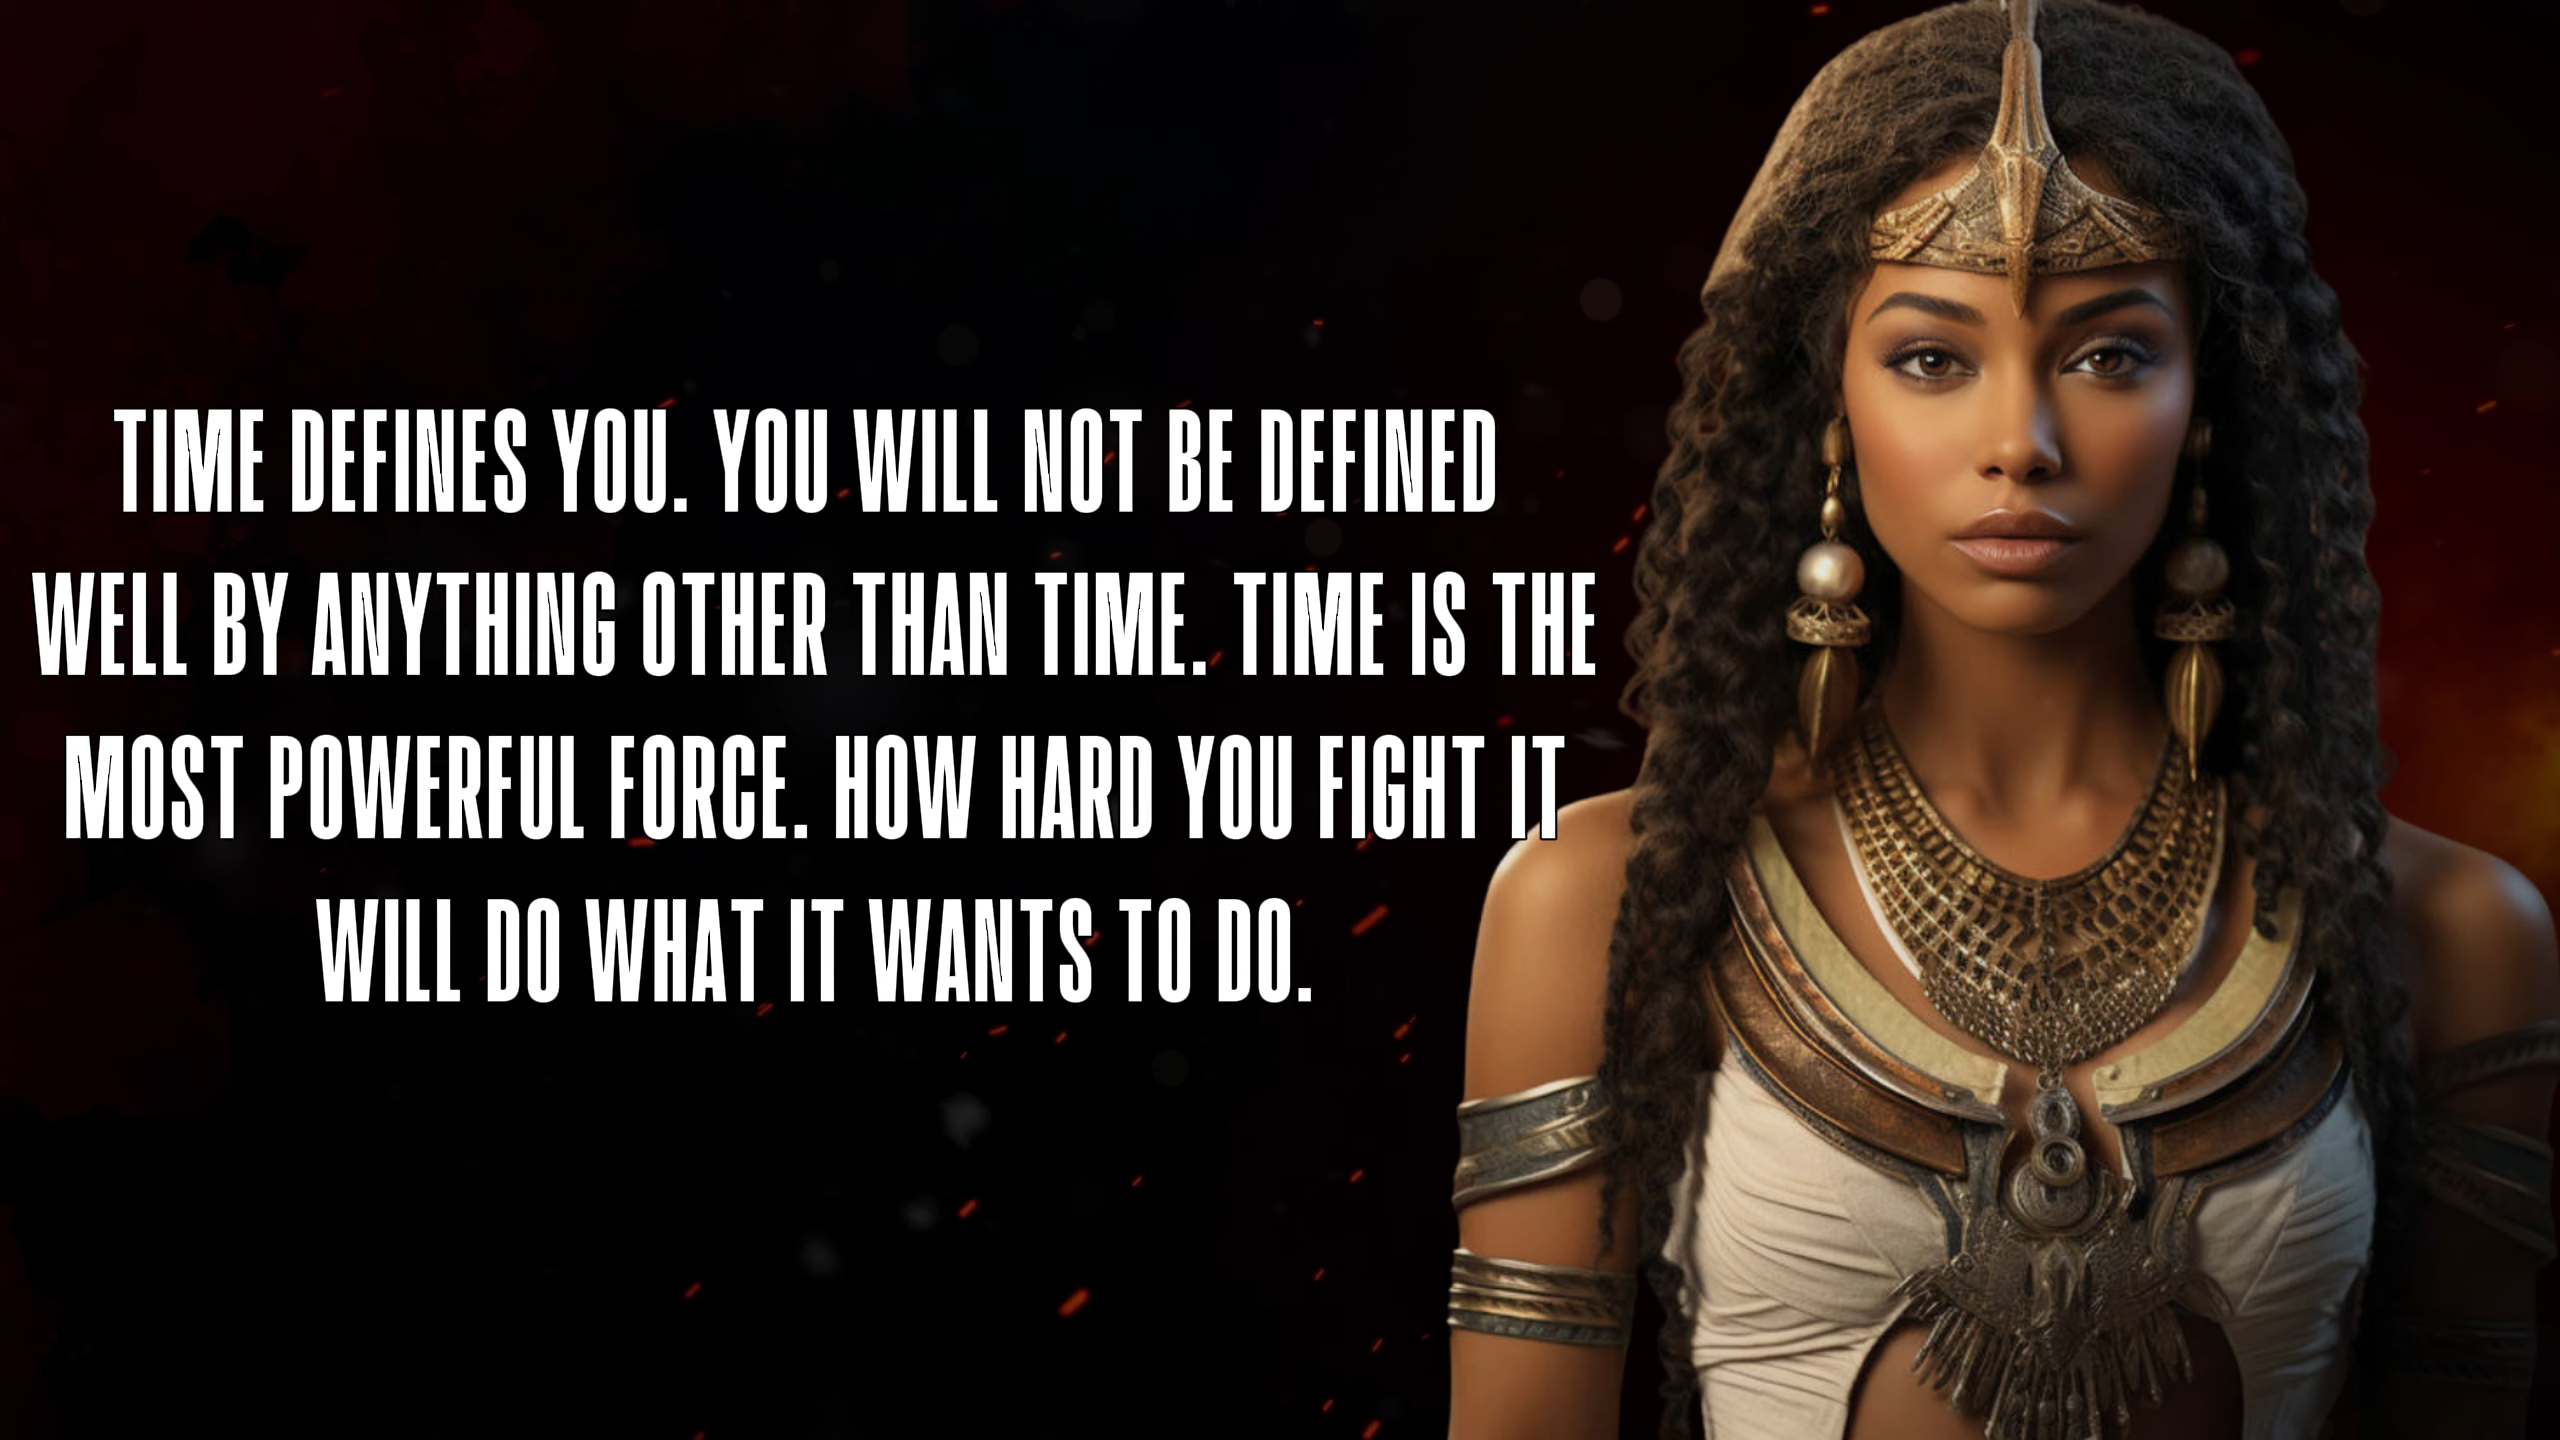 TIME DEFINES YOU. YOU WILL NOT BE DEFINED
WELL BY ANYTHING OTHER THAN TIME. TIME IS THE
MOST POWERFUL FORCE. HOW HARD YOU FIGHT IT
WILL DO WHAT IT WANTS TO DO.